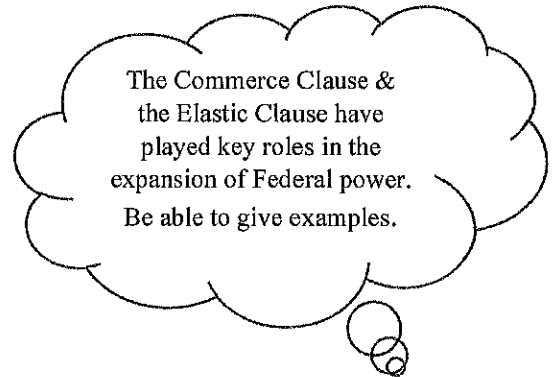 The Commerce Clause &
the Elastic Clause have
played key roles in the
expansion of Federal power.
Be able to give examples.